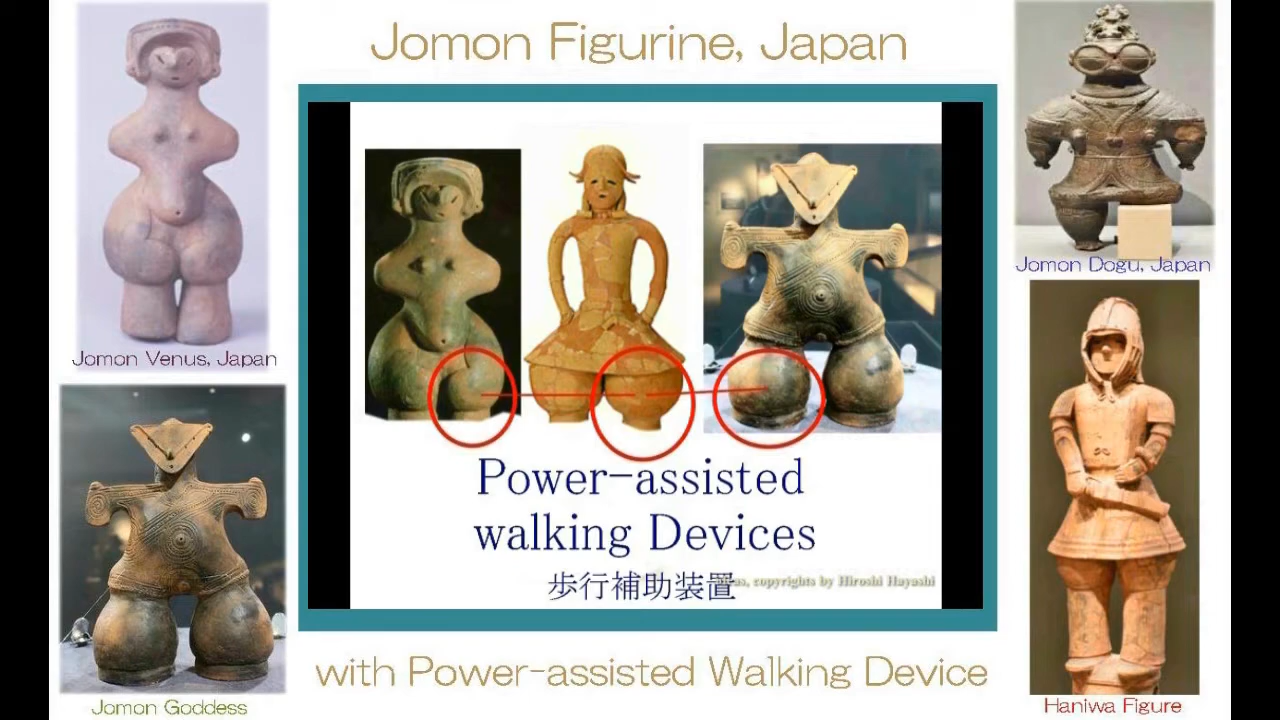 Jomon Figurine, Japan
Jomon Venus, Japan
Jomon Dogu, Japan
Power-assisted
walking Devices
歩行補助装置
copyrights by Hiroshi Hayashi
with Power-assisted Walking Device
Jomon Goddess
Haniwa Figure